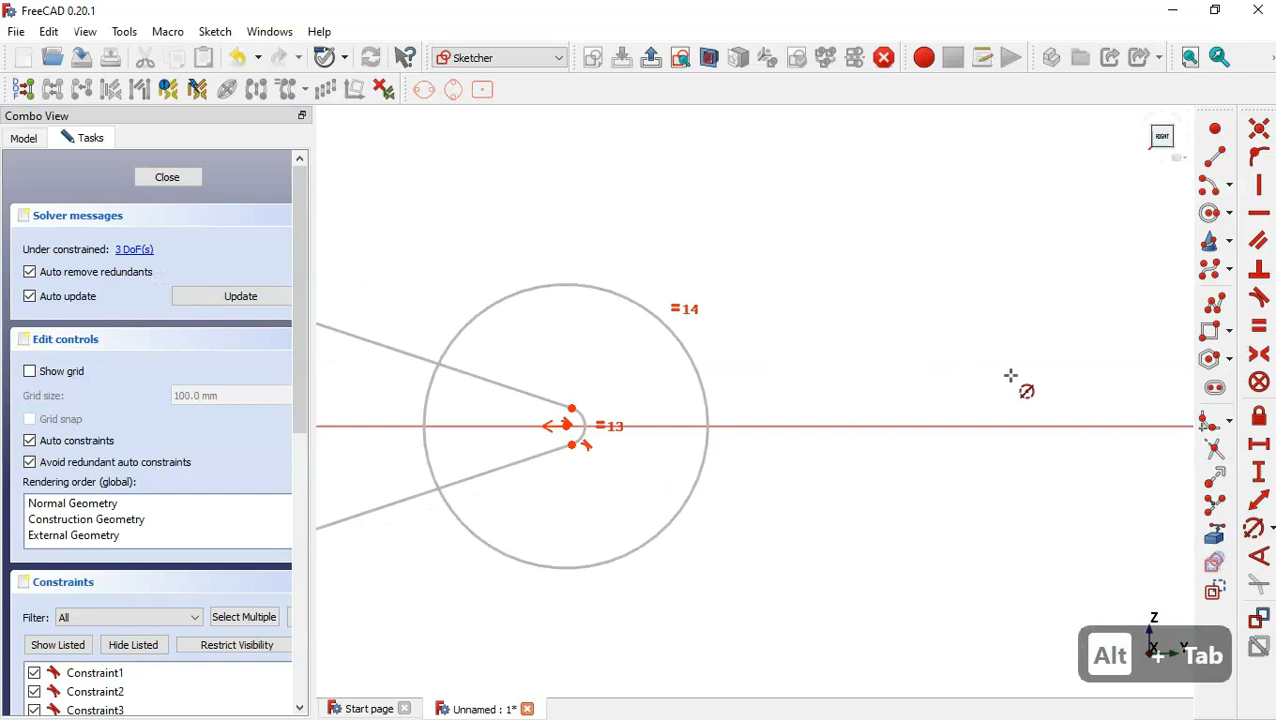 FreeCAD 0.20.1
File Edit View Tools Macro Sketch Windows Help
Sketcher
Combo View
Model Tasks
RIGHT
Close
Solver messages
Under constrained: 3 DoF(s)
Auto remove redundants
Auto update Update
Edit controls
Show grid
Grid size: 100.0 mm
Grid snap
Auto constraints
Avoid redundant auto constraints
Rendering order (global):
Normal Geometry
Construction Geometry
External Geometry
Constraints
Filter: All Select Multiple
Show Listed Hide Listed Restrict Visibility
Constraint1
Constraint2
Constraint3
=14
=13
Z
X Y
Alt + Tab
Start page Unnamed : 1*